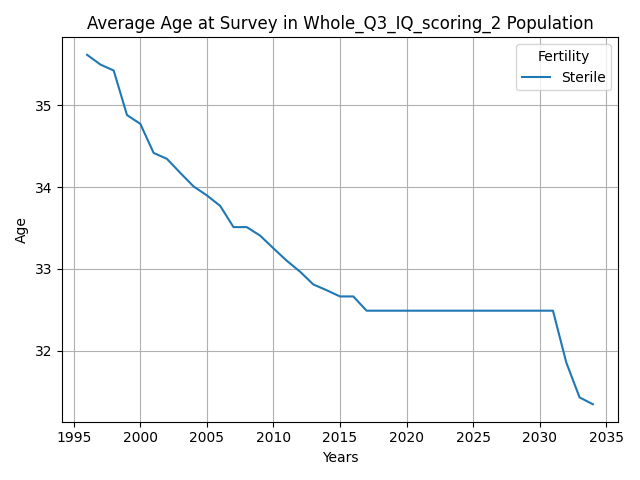 Average Age at Survey in Whole_Q3_IQ_scoring_2 Population
Fertility
Sterile
Age
35
34
33
32
1995 2000 2005 2010 2015 2020 2025 2030 2035
Years